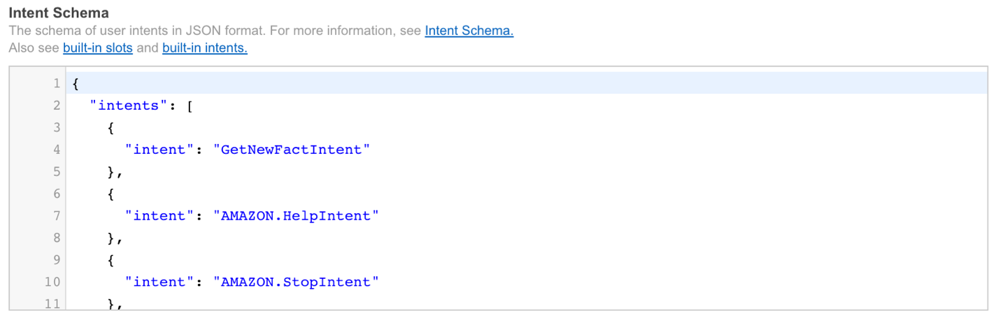 Intent Schema
The schema of user intents in JSON format. For more information, see Intent Schema.
Also see built-in slots and built-in intents.
1 {
2 "intents": [
3 {
4 "intent": "GetNewFactIntent"
5 },
6 {
7 "intent": "AMAZON.HelpIntent"
8 },
9 {
10 "intent": "AMAZON.StopIntent"
11 },